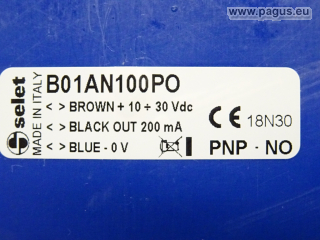 www.pagus.eu
selet
MADE IN ITALY
B01AN100PO
< > BROWN + 10 ÷ 30 Vdc
< > BLACK OUT 200 mA
< > BLUE - 0 V
CE 18N30
PNP - NO